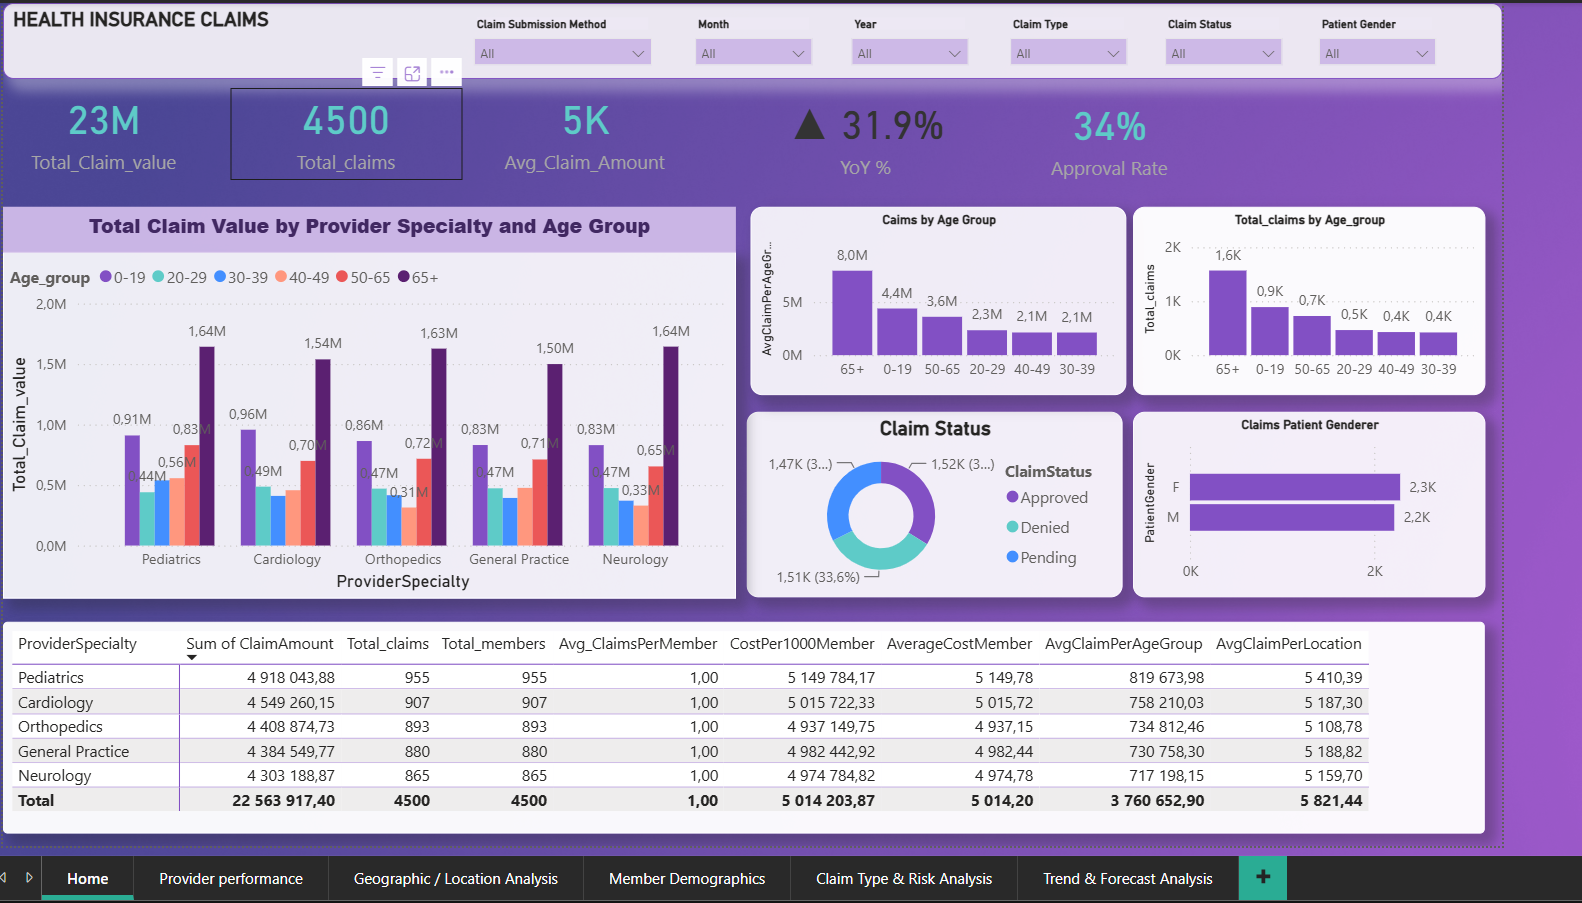 HEALTH INSURANCE CLAIMS
Claim Submission Method
Month
Year
Claim Type
Claim Status
Patient Gender
All
All
All
All
All
All
23M
Total_Claim_value
4500
Total_claims
5K
Avg_Claim_Amount
▲ 31.9%
YoY %
34%
Approval Rate
Total Claim Value by Provider Specialty and Age Group
Age_group 0-19 20-29 30-39 40-49 50-65 65+
Total_Claim_value
2,0M
1,5M
1,0M
0,5M
0,0M
0,91M
0,44M
0,56M
0,83M
1,64M
0,96M
0,49M
0,70M
1,54M
0,86M
0,47M
0,31M
0,72M
1,63M
0,83M
0,47M
0,71M
1,50M
0,83M
0,47M
0,33M
0,65M
1,64M
Pediatrics
Cardiology
Orthopedics
General Practice
Neurology
ProviderSpecialty
Caims by Age Group
AvgClaimPerAgeGr...
5M
0M
8,0M
4,4M
3,6M
2,3M
2,1M
2,1M
65+ 0-19 50-65 20-29 40-49 30-39
Total_claims by Age_group
Total_claims
2K
1K
0K
1,6K
0,9K
0,7K
0,5K
0,4K
0,4K
65+ 0-19 50-65 20-29 40-49 30-39
Claim Status
1,47K (3...)
1,52K (3...)
1,51K (33,6%)
ClaimStatus
Approved
Denied
Pending
Claims Patient Genderer
PatientGender
F
2,3K
M
2,2K
0K
2K
ProviderSpecialty Sum of ClaimAmount Total_claims Total_members Avg_ClaimsPerMember CostPer1000Member AverageCostMember AvgClaimPerAgeGroup AvgClaimPerLocation
Pediatrics 4 918 043,88 955 955 1,00 5 149 784,17 5 149,78 819 673,98 5 410,39
Cardiology 4 549 260,15 907 907 1,00 5 015 722,33 5 015,72 758 210,03 5 187,30
Orthopedics 4 408 874,73 893 893 1,00 4 937 149,75 4 937,15 734 812,46 5 108,78
General Practice 4 384 549,77 880 880 1,00 4 982 442,92 4 982,44 730 758,30 5 188,82
Neurology 4 303 188,87 865 865 1,00 4 974 784,82 4 974,78 717 198,15 5 159,70
Total 22 563 917,40 4500 4500 1,00 5 014 203,87 5 014,20 3 760 652,90 5 821,44
Home
Provider performance
Geographic / Location Analysis
Member Demographics
Claim Type & Risk Analysis
Trend & Forecast Analysis
+